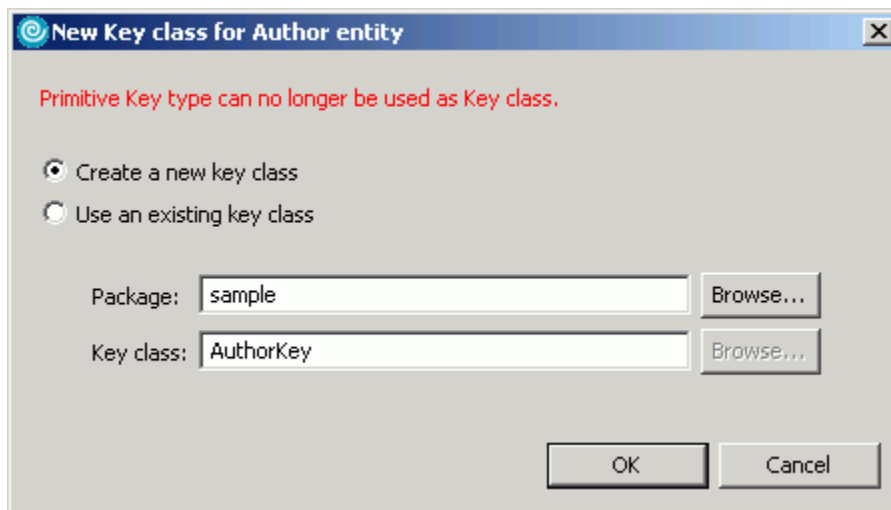 New Key class for Author entity
Primitive Key type can no longer be used as Key class.
Create a new key class
Use an existing key class
Package: sample Browse...
Key class: AuthorKey Browse...
OK Cancel